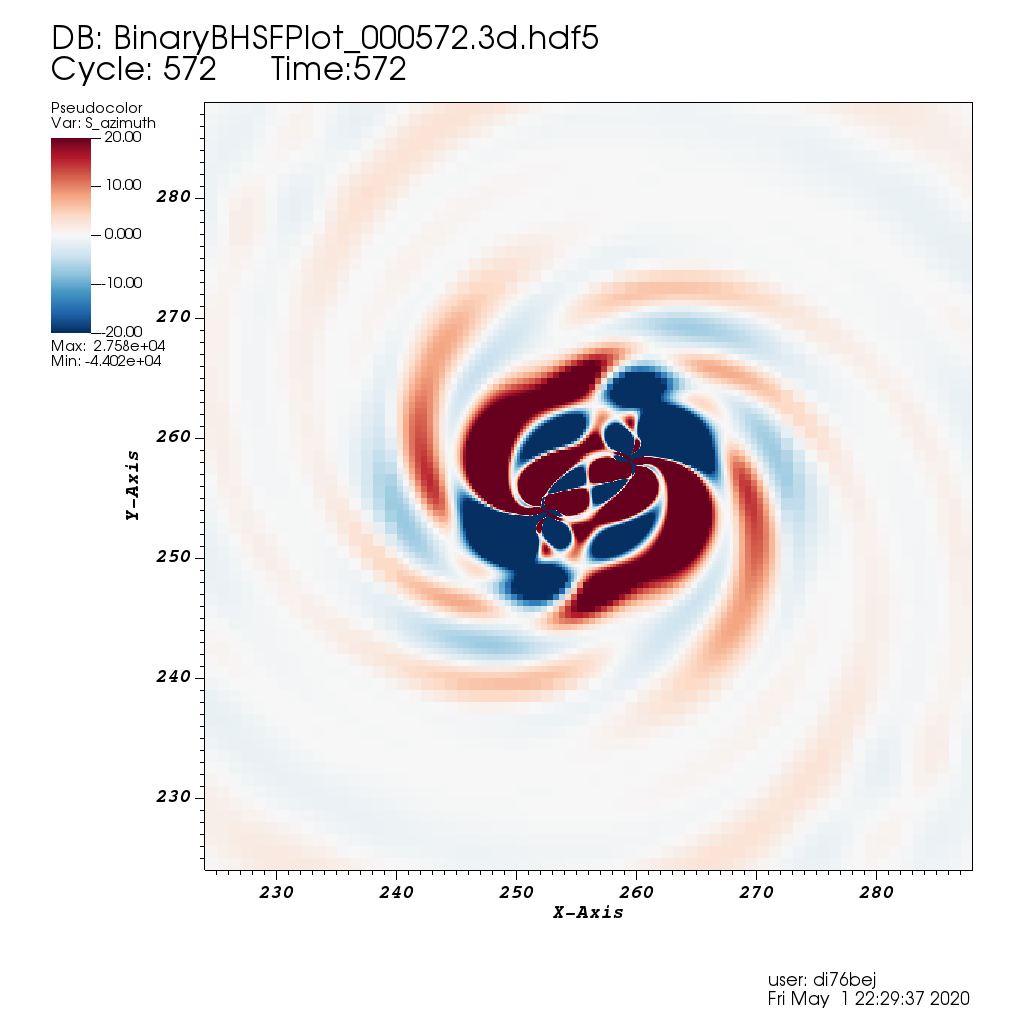 DB: BinaryBHSFPlot_000572.3d.hdf5
Cycle: 572 Time:572
Pseudocolor
Var: S_azimuth
20.00
10.00
0.000
-10.00
-20.00
Max: 2.758e+04
Min: -4.402e+04
Y-Axis
280
270
260
250
240
230
230 240 250 260 270 280
X-Axis
user: di76bej
Fri May 1 22:29:37 2020